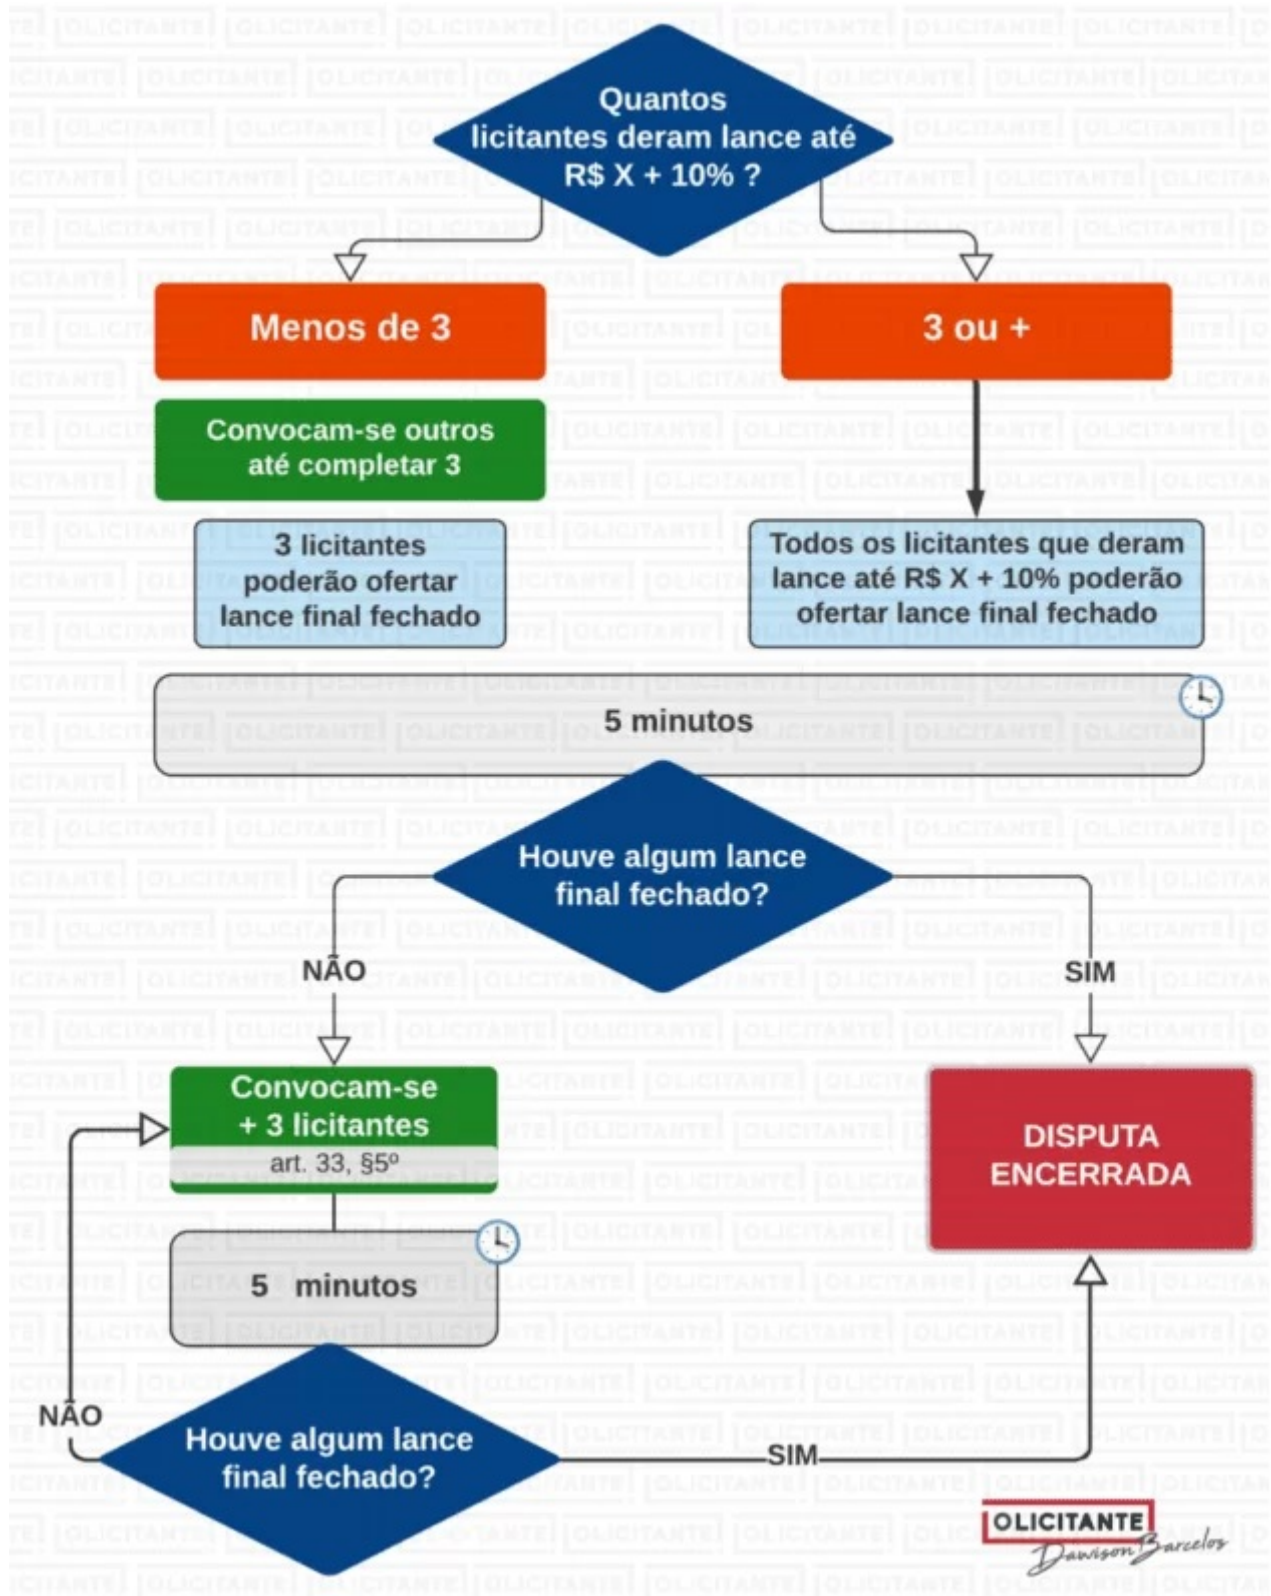 Quantos
licitantes deram lance até
R$ X + 10% ?
Menos de 3
3 ou +
Convocam-se outros
até completar 3
3 licitantes
poderão ofertar
lance final fechado
Todos os licitantes que deram
lance até R$ X + 10% poderão
ofertar lance final fechado
5 minutos
Houve algum lance
final fechado?
NÃO
SIM
Convocam-se
+ 3 licitantes
art. 33, §5º
DISPUTA
ENCERRADA
5 minutos
NÃO
Houve algum lance
final fechado?
SIM
OLICITANTE
Dawison Barcelos